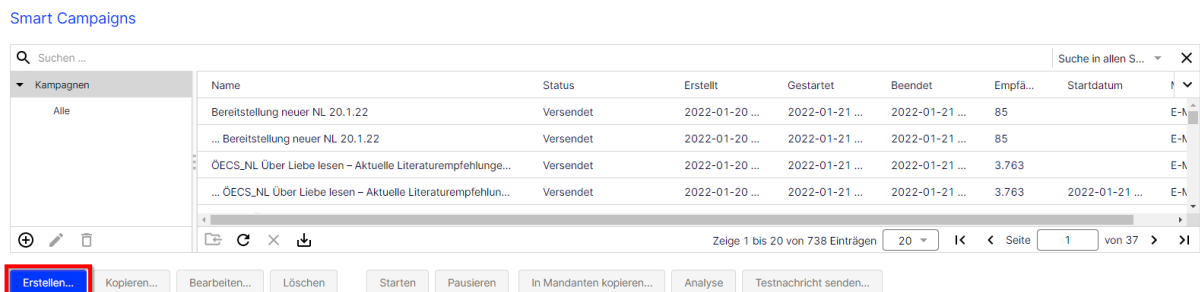 Smart Campaigns
Suchen ... Suche in allen S...
Kampagnen Name Status Erstellt Gestartet Beendet Empfä... Startdatum
Alle Bereitstellung neuer NL 20.1.22 Versendet 2022-01-20 ... 2022-01-21 ... 2022-01-21 ... 85
... Bereitstellung neuer NL 20.1.22 Versendet 2022-01-20 ... 2022-01-21 ... 2022-01-21 ... 85
ÖECS_NL Über Liebe lesen – Aktuelle Literaturempfehlunge... Versendet 2022-01-20 ... 2022-01-21 ... 2022-01-21 ... 3.763
... ÖECS_NL Über Liebe lesen – Aktuelle Literaturempfehlun... Versendet 2022-01-20 ... 2022-01-21 ... 2022-01-21 ... 3.763 2022-01-21 ...
Zeige 1 bis 20 von 738 Einträgen 20 Seite 1 von 37
Erstellen... Kopieren... Bearbeiten... Löschen Starten Pausieren In Mandanten kopieren... Analyse Testnachricht senden...